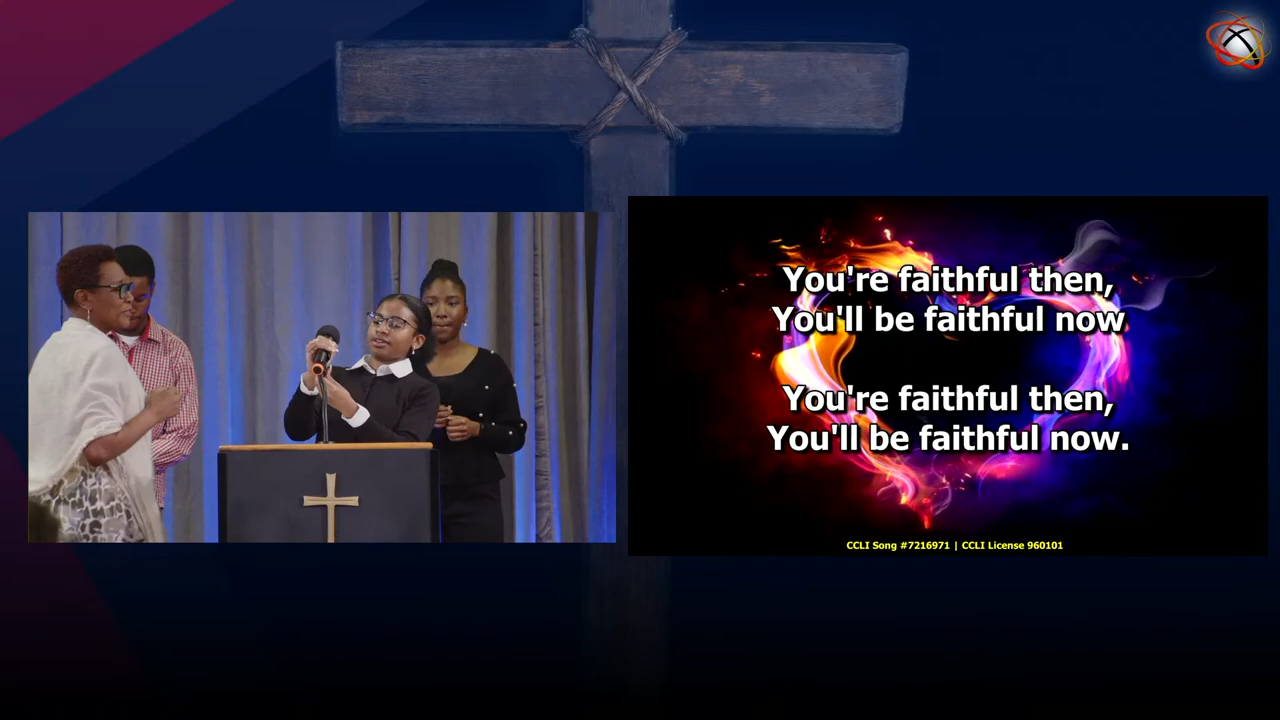 You're faithful then,
You'll be faithful now
You're faithful then,
You'll be faithful now.
CCLI Song #7216971 | CCLI License 960101